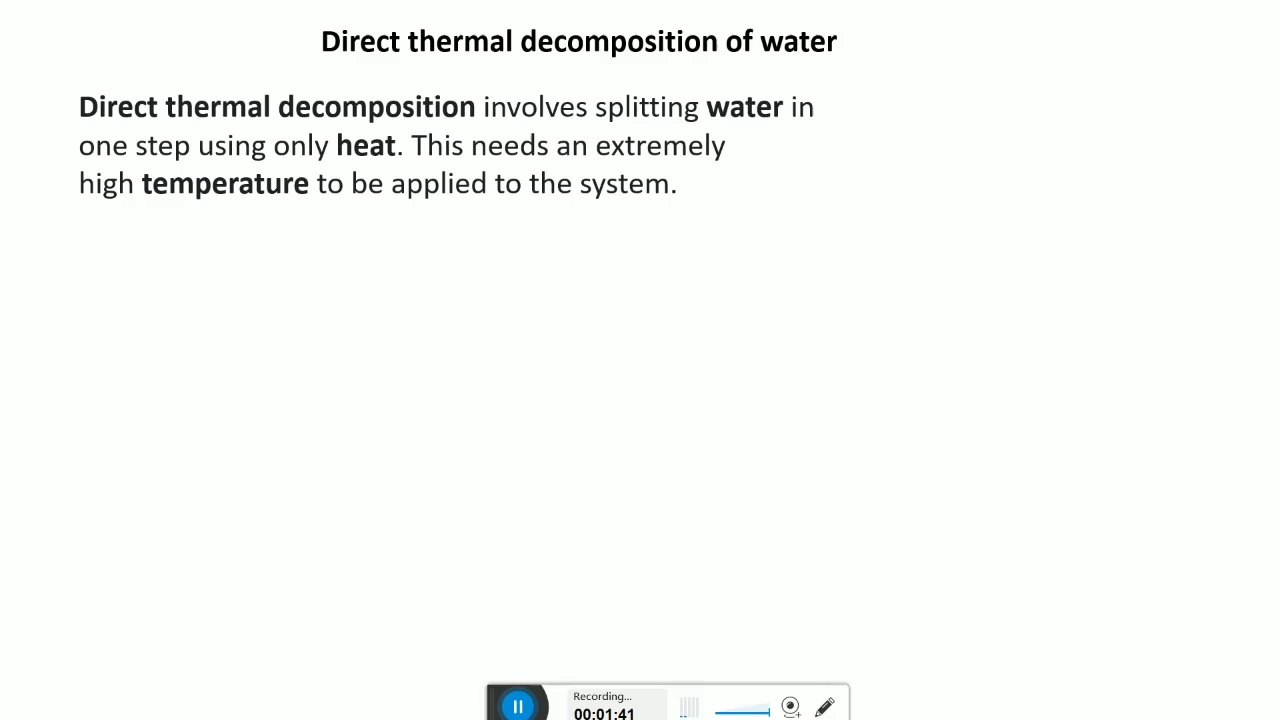 Direct thermal decomposition of water
Direct thermal decomposition involves splitting water in
one step using only heat. This needs an extremely
high temperature to be applied to the system.
Recording...
00:01:41